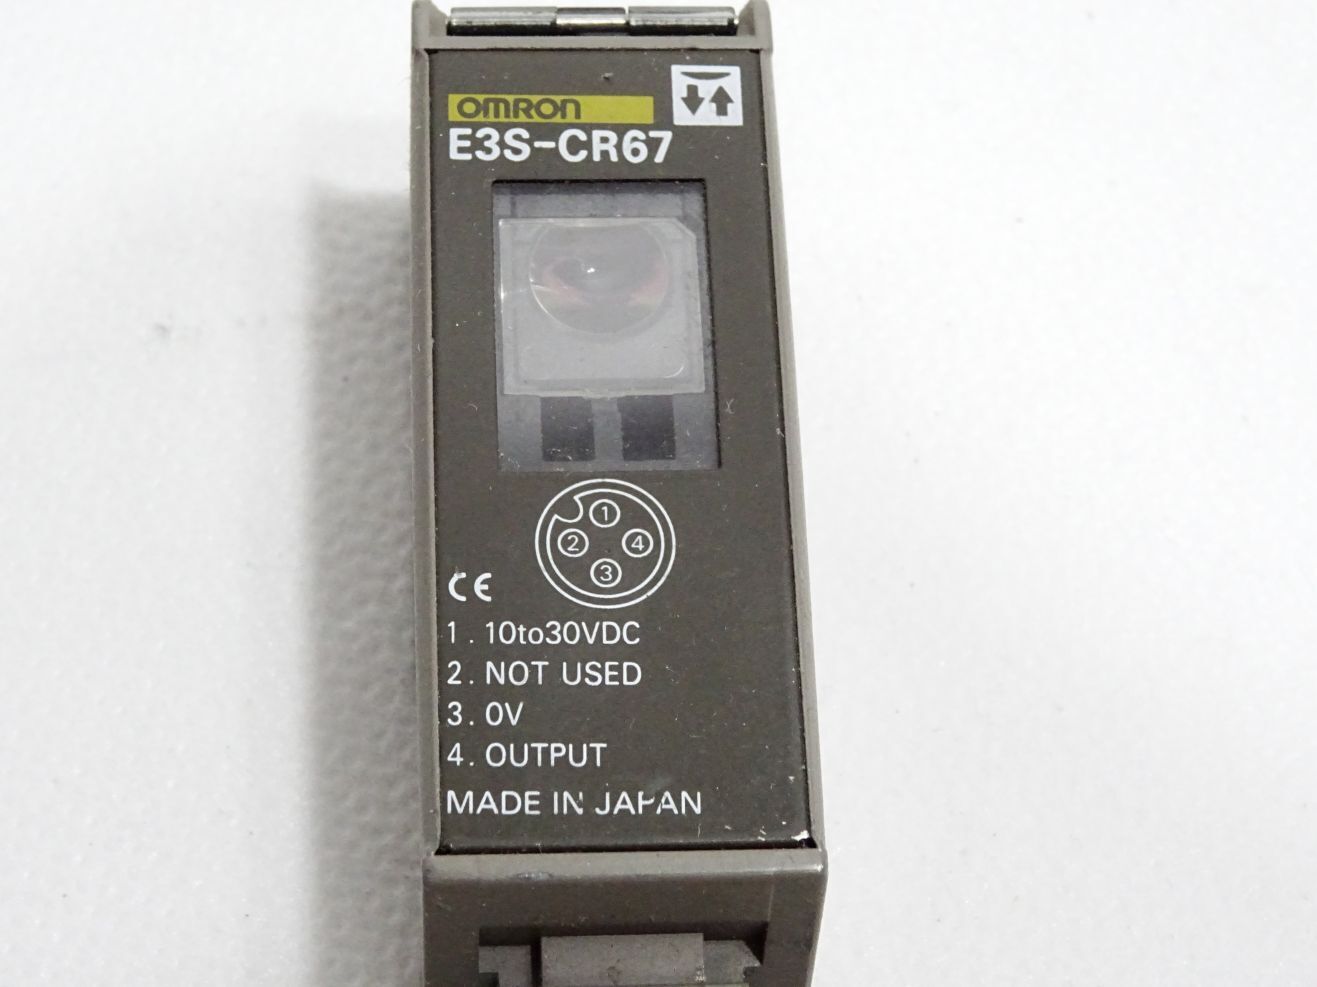 OMRON
E3S-CR67
1
2 4
3
CE
1. 10to30VDC
2. NOT USED
3. 0V
4. OUTPUT
MADE IN JAPAN